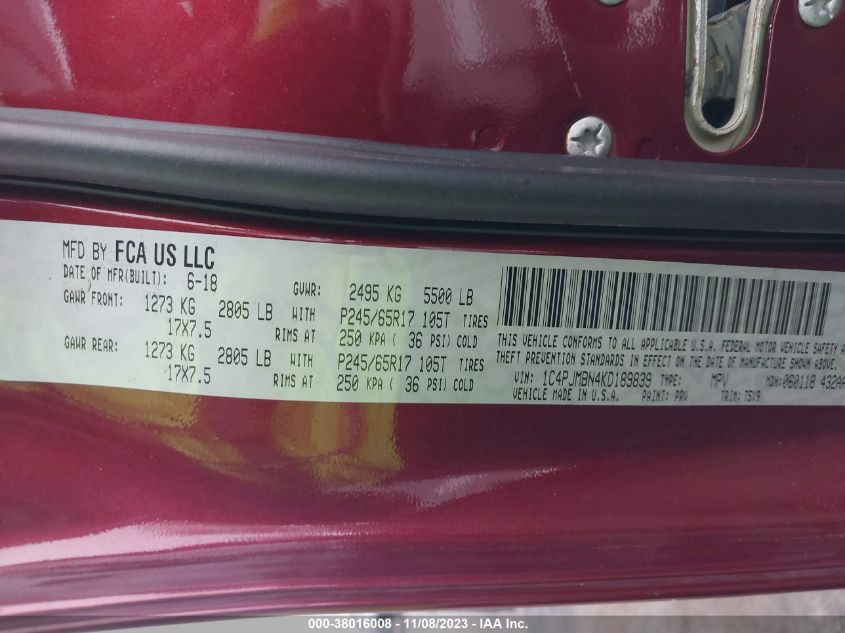 MFD BY FCA US LLC
DATE OF MFR(BUILT): 6-18
GVWR: 2495 KG 5500 LB
GAWR FRONT: 1273 KG 2805 LB WITH P245/65R17 105T TIRES
17X7.5 RIMS AT 250 KPA ( 36 PSI) COLD
GAWR REAR: 1273 KG 2805 LB WITH P245/65R17 105T TIRES
17X7.5 RIMS AT 250 KPA ( 36 PSI) COLD
THIS VEHICLE CONFORMS TO ALL APPLICABLE U.S.A. FEDERAL MOTOR VEHICLE SAFETY
THEFT PREVENTION STANDARDS IN EFFECT ON THE DATE OF MANUFACTURE
VIN: 1C4PJMBN4KD189839 TYPE: MPV MDH:060118
VEHICLE MADE IN U.S.A. PAINT: PRV TRIM: T5X9
000-38016008 - 11/08/2023 - IAA Inc.